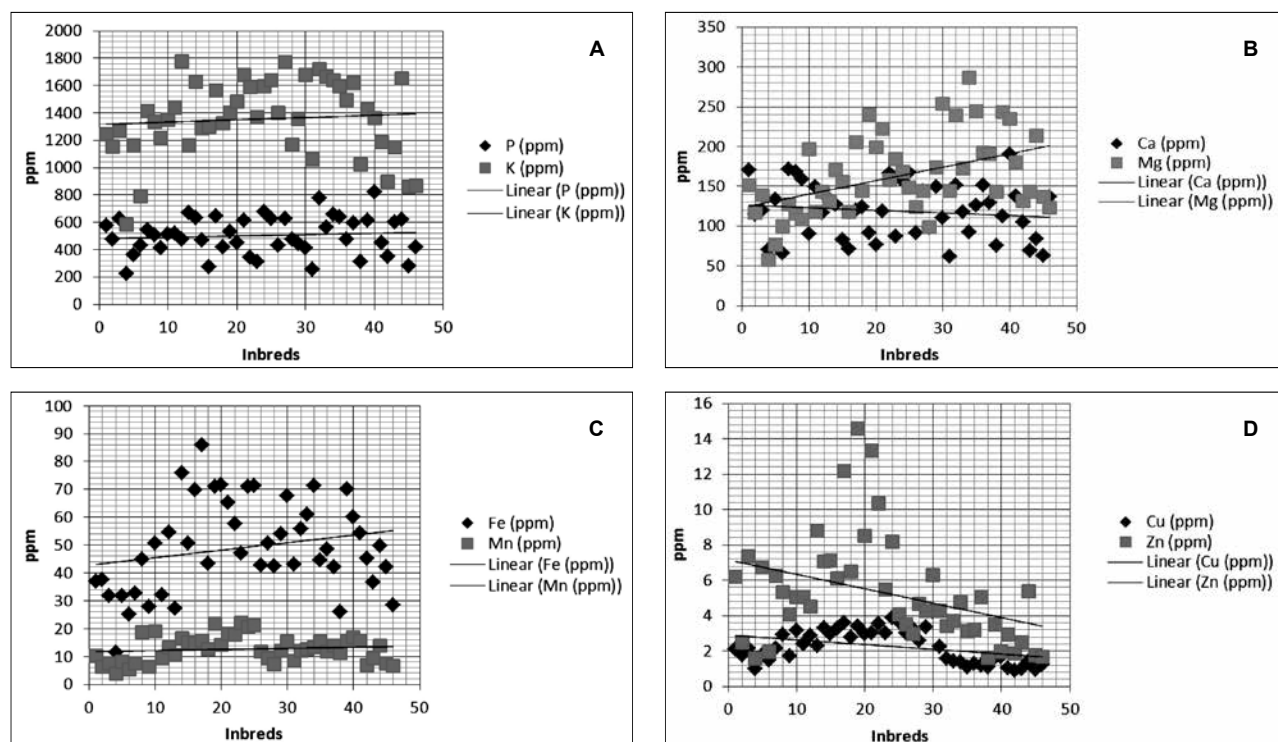 A
2000
1800
1600
1400
1200
1000
800
600
400
200
0
ppm
0 10 20 30 40 50
Inbreds
P (ppm)
K (ppm)
Linear (P (ppm))
Linear (K (ppm))
B
350
300
250
200
150
100
50
0
ppm
0 10 20 30 40 50
Inbreds
Ca (ppm)
Mg (ppm)
Linear (Ca (ppm))
Linear (Mg (ppm))
C
100
90
80
70
60
50
40
30
20
10
0
ppm
0 10 20 30 40 50
Inbreds
Fe (ppm)
Mn (ppm)
Linear (Fe (ppm))
Linear (Mn (ppm))
D
16
14
12
10
8
6
4
2
0
ppm
0 10 20 30 40 50
Inbreds
Cu (ppm)
Zn (ppm)
Linear (Cu (ppm))
Linear (Zn (ppm))